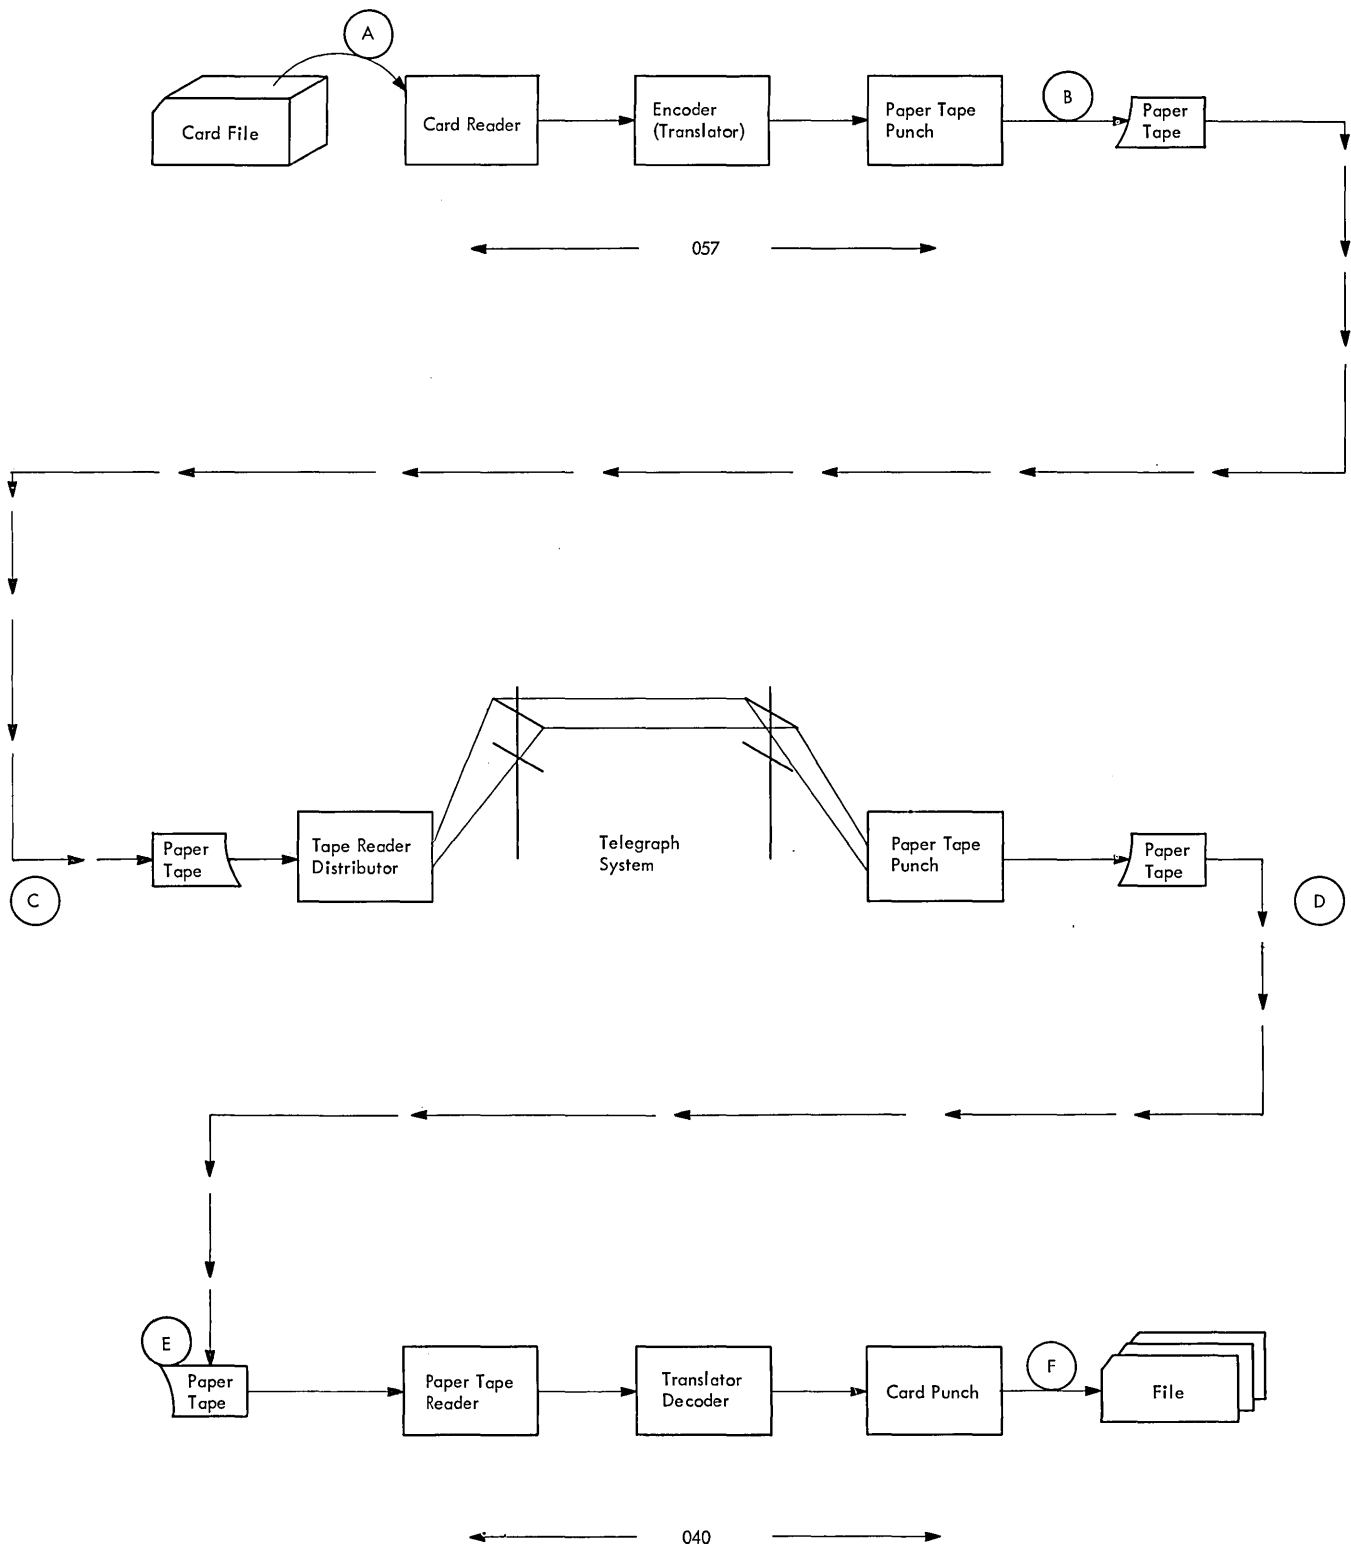 A
Card File
Card Reader
Encoder
(Translator)
Paper Tape
Punch
B
Paper
Tape
057
C
Paper
Tape
Tape Reader
Distributor
Telegraph
System
Paper Tape
Punch
Paper
Tape
D
E
Paper
Tape
Paper Tape
Reader
Translator
Decoder
Card Punch
F
File
040